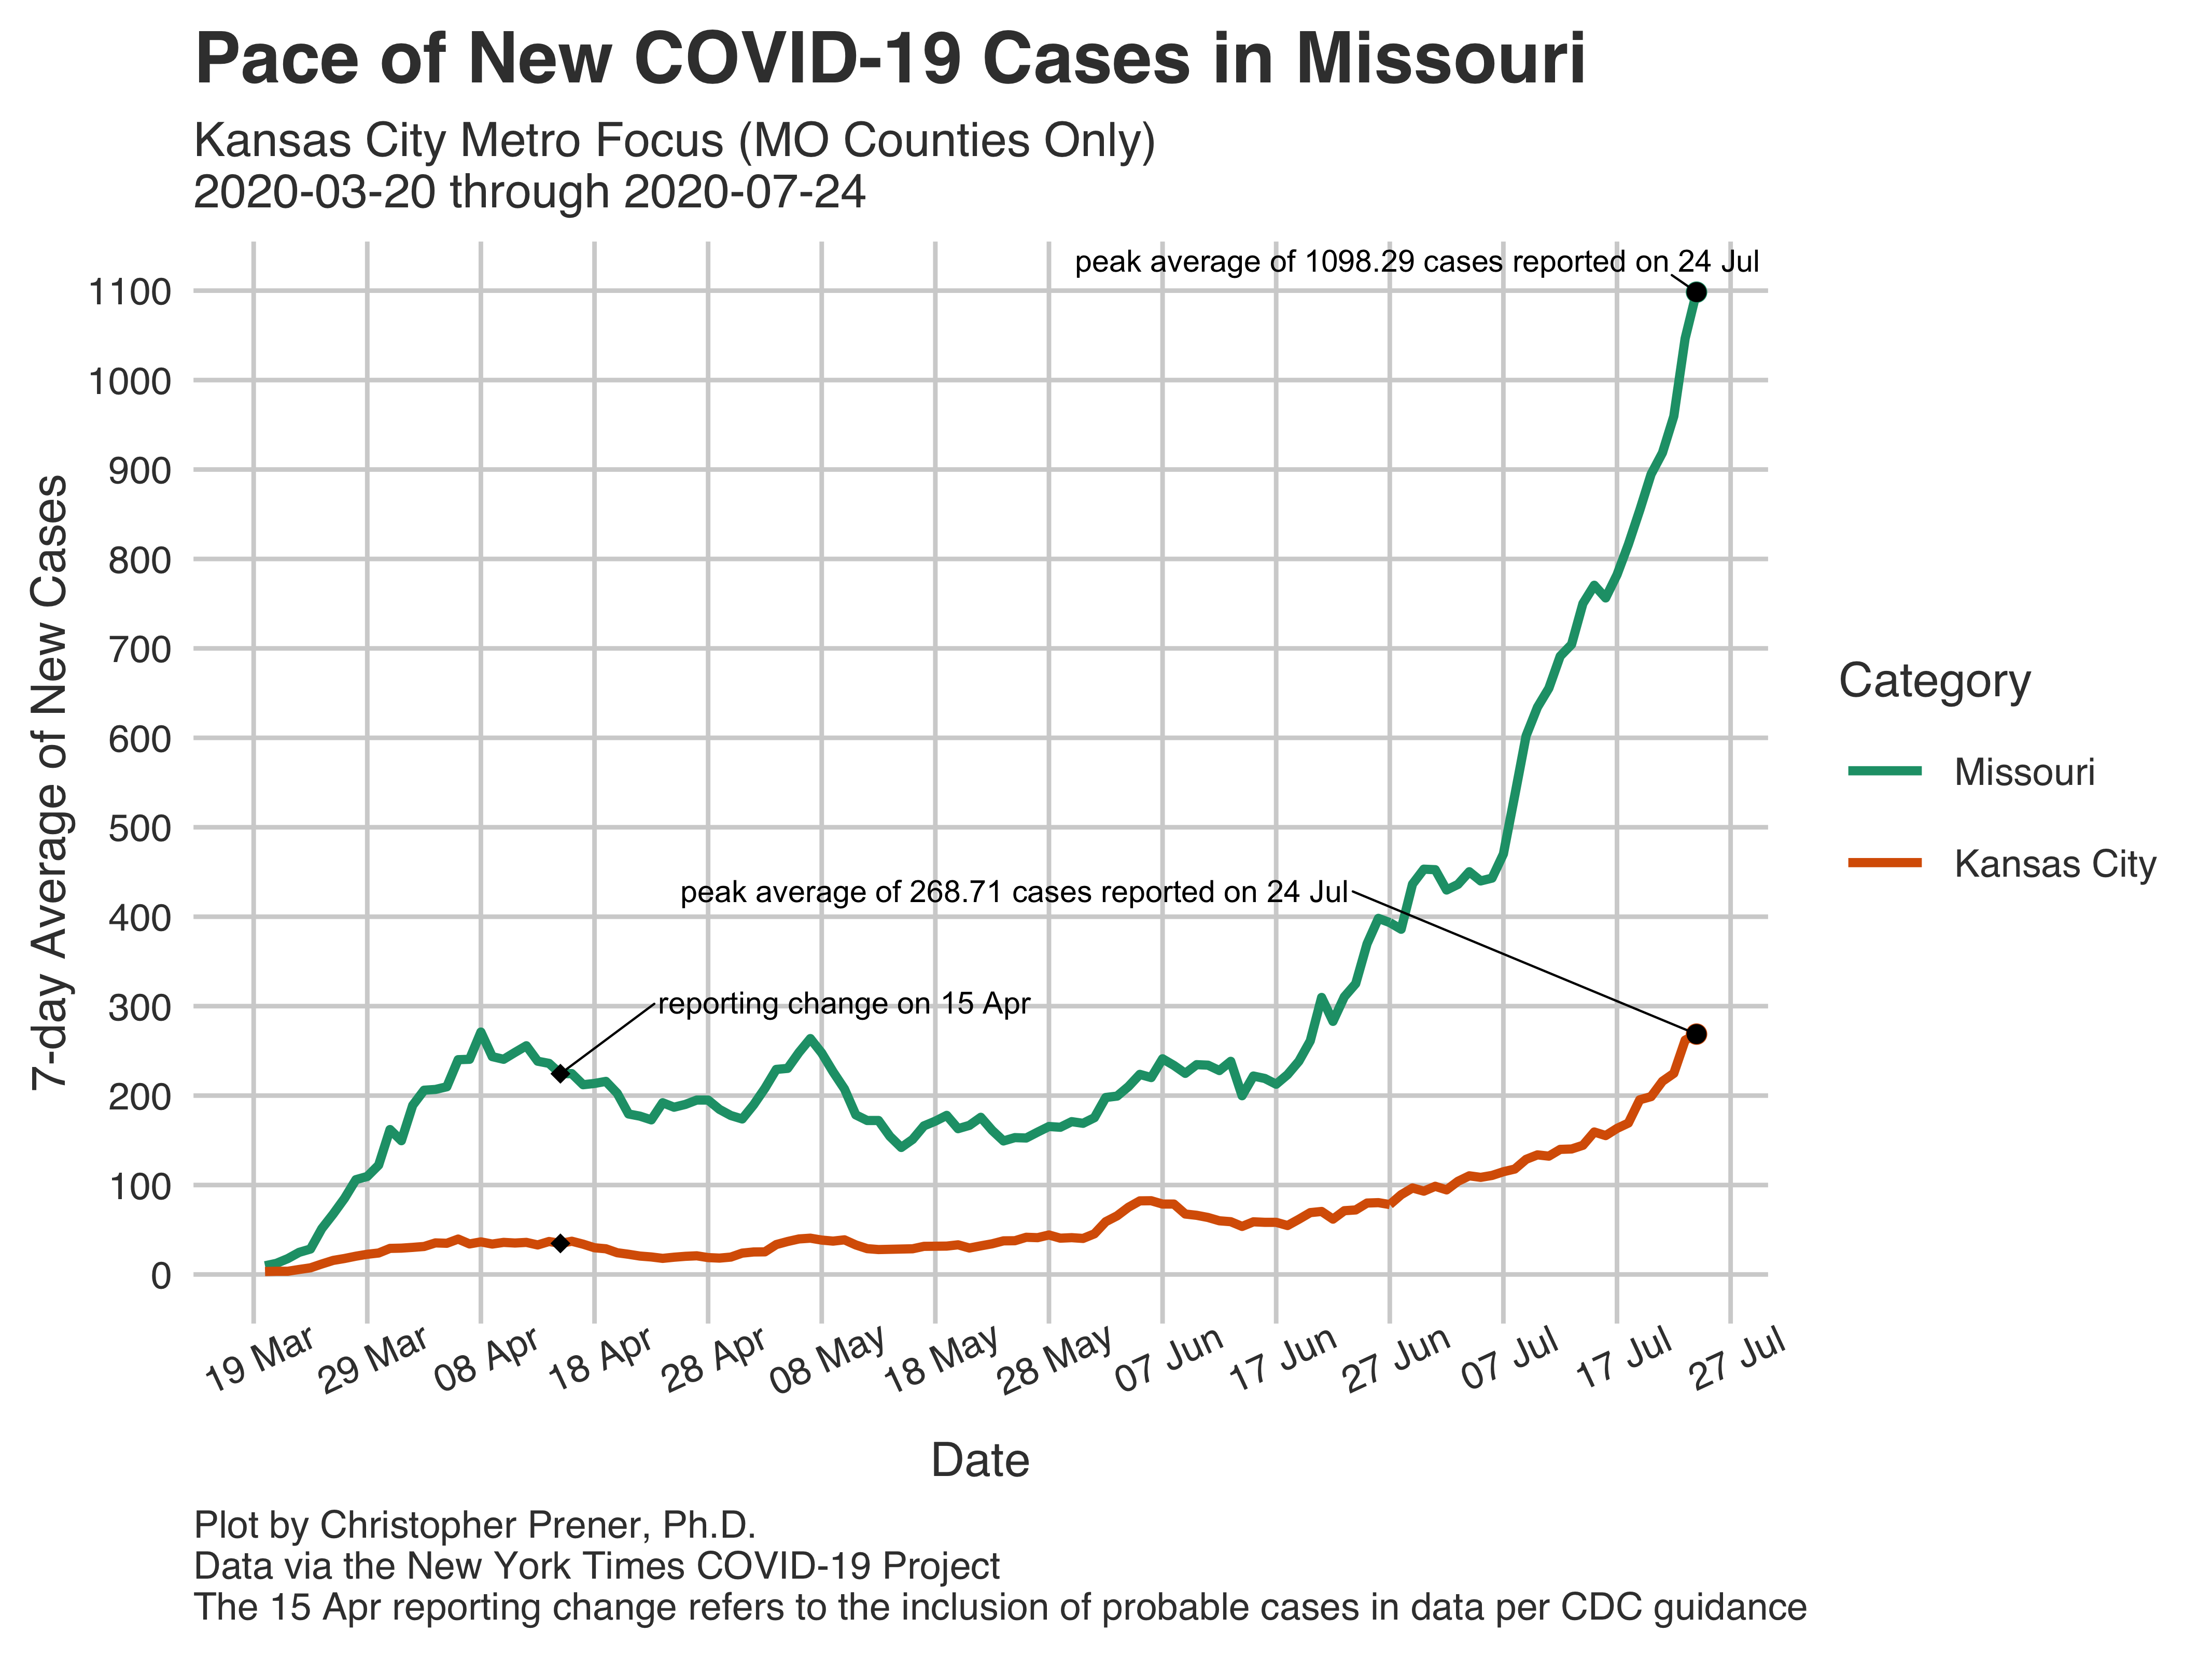 Pace of New COVID-19 Cases in Missouri
Kansas City Metro Focus (MO Counties Only)
2020-03-20 through 2020-07-24
peak average of 1098.29 cases reported on 24 Jul
1100
1000
900
800
700
600
500
400
300
200
100
0
7-day Average of New Cases
peak average of 268.71 cases reported on 24 Jul
reporting change on 15 Apr
Category
Missouri
Kansas City
19 Mar
29 Mar
08 Apr
18 Apr
28 Apr
08 May
18 May
28 May
07 Jun
17 Jun
27 Jun
07 Jul
17 Jul
27 Jul
Date
Plot by Christopher Prener, Ph.D.
Data via the New York Times COVID-19 Project
The 15 Apr reporting change refers to the inclusion of probable cases in data per CDC guidance